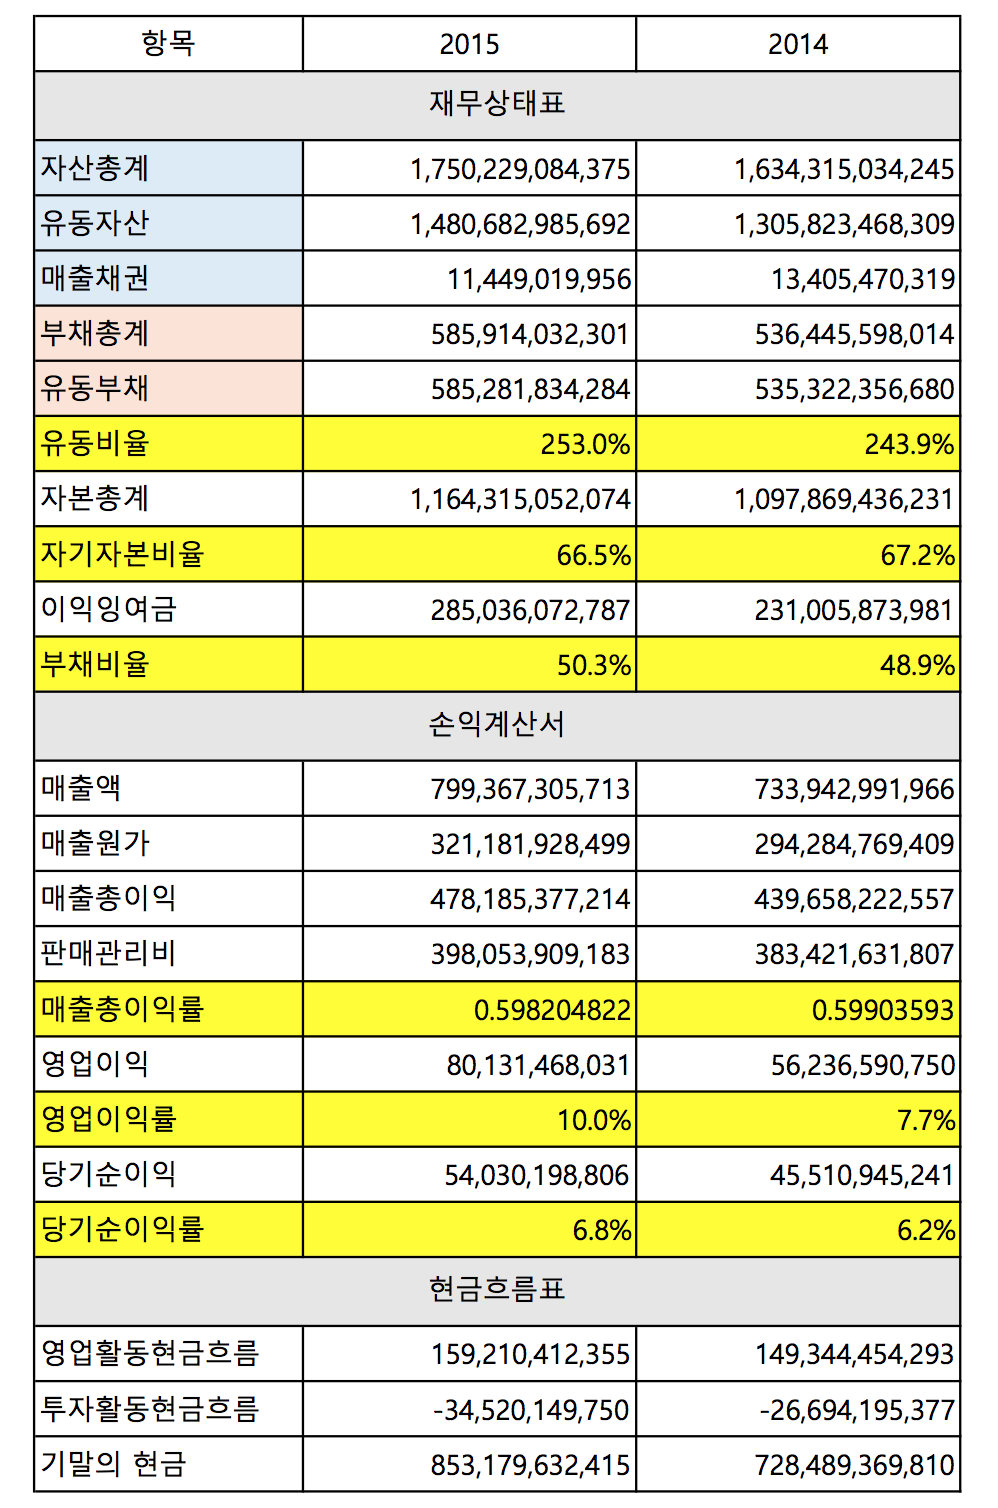 항목 2015 2014
재무상태표
자산총계 1,750,229,084,375 1,634,315,034,245
유동자산 1,480,682,985,692 1,305,823,468,309
매출채권 11,449,019,956 13,405,470,319
부채총계 585,914,032,301 536,445,598,014
유동부채 585,281,834,284 535,322,356,680
유동비율 253.0% 243.9%
자본총계 1,164,315,052,074 1,097,869,436,231
자기자본비율 66.5% 67.2%
이익잉여금 285,036,072,787 231,005,873,981
부채비율 50.3% 48.9%
손익계산서
매출액 799,367,305,713 733,942,991,966
매출원가 321,181,928,499 294,284,769,409
매출총이익 478,185,377,214 439,658,222,557
판매관리비 398,053,909,183 383,421,631,807
매출총이익률 0.598204822 0.59903593
영업이익 80,131,468,031 56,236,590,750
영업이익률 10.0% 7.7%
당기순이익 54,030,198,806 45,510,945,241
당기순이익률 6.8% 6.2%
현금흐름표
영업활동현금흐름 159,210,412,355 149,344,454,293
투자활동현금흐름 -34,520,149,750 -26,694,195,377
기말의 현금 853,179,632,415 728,489,369,810